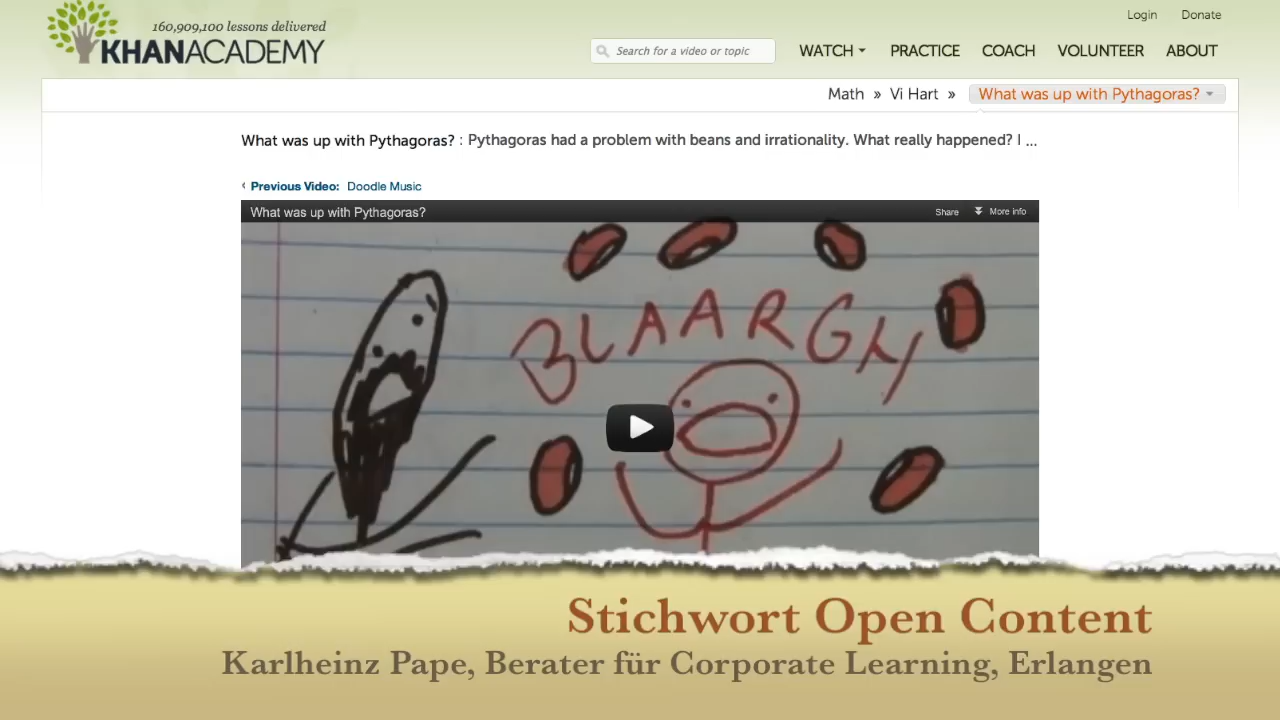 160,909,100 lessons delivered
KHANACADEMY
Login Donate
Search for a video or topic
WATCH PRACTICE COACH VOLUNTEER ABOUT
Math » Vi Hart » What was up with Pythagoras?
What was up with Pythagoras? : Pythagoras had a problem with beans and irrationality. What really happened? I ...
‹ Previous Video: Doodle Music
What was up with Pythagoras? Share More info
BLAARGH
Stichwort Open Content
Karlheinz Pape, Berater für Corporate Learning, Erlangen